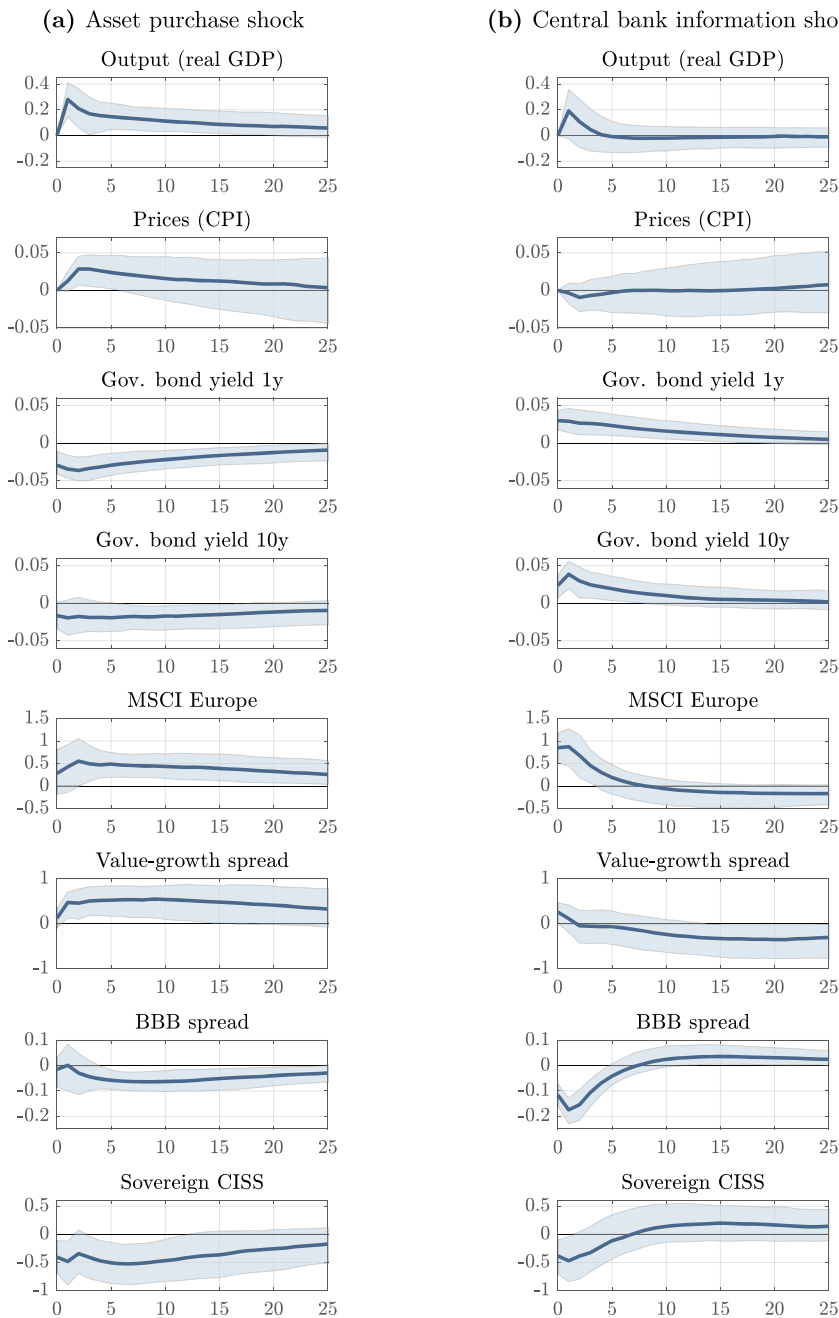 (a) Asset purchase shock
Output (real GDP)
0.4
0.2
0
-0.2
0 5 10 15 20 25
Prices (CPI)
0.05
0
-0.05
0 5 10 15 20 25
Gov. bond yield 1y
0.05
0
-0.05
0 5 10 15 20 25
Gov. bond yield 10y
0.05
0
-0.05
0 5 10 15 20 25
MSCI Europe
1.5
1
0.5
0
-0.5
0 5 10 15 20 25
Value-growth spread
1
0
-1
0 5 10 15 20 25
BBB spread
0.1
0
-0.1
-0.2
0 5 10 15 20 25
Sovereign CISS
0.5
0
-0.5
-1
0 5 10 15 20 25
(b) Central bank information sho
Output (real GDP)
0.4
0.2
0
-0.2
0 5 10 15 20 25
Prices (CPI)
0.05
0
-0.05
0 5 10 15 20 25
Gov. bond yield 1y
0.05
0
-0.05
0 5 10 15 20 25
Gov. bond yield 10y
0.05
0
-0.05
0 5 10 15 20 25
MSCI Europe
1.5
1
0.5
0
-0.5
0 5 10 15 20 25
Value-growth spread
1
0
-1
0 5 10 15 20 25
BBB spread
0.1
0
-0.1
-0.2
0 5 10 15 20 25
Sovereign CISS
0.5
0
-0.5
-1
0 5 10 15 20 25